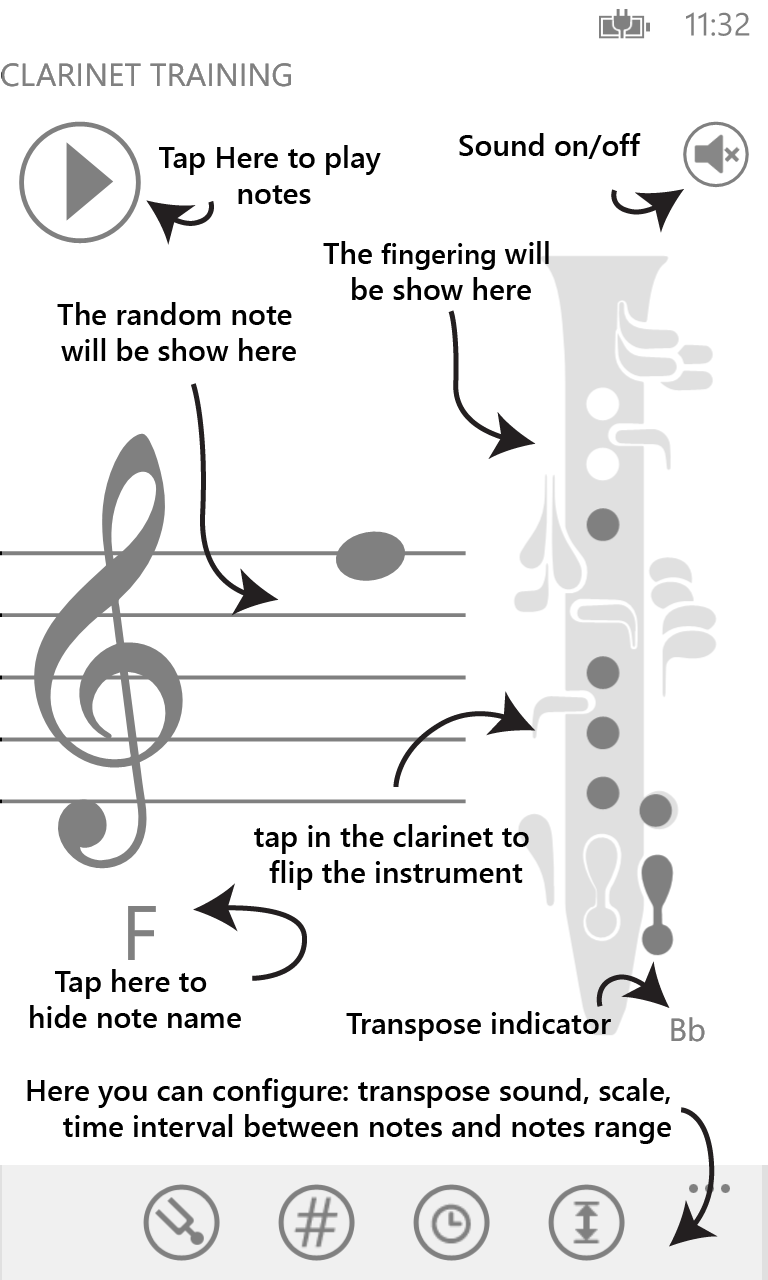 11:32
CLARINET TRAINING
Tap Here to play
notes
Sound on/off
The fingering will
be show here
The random note
will be show here
tap in the clarinet to
flip the instrument
F
Tap here to
hide note name
Transpose indicator
Bb
Here you can configure: transpose sound, scale,
time interval between notes and notes range
#